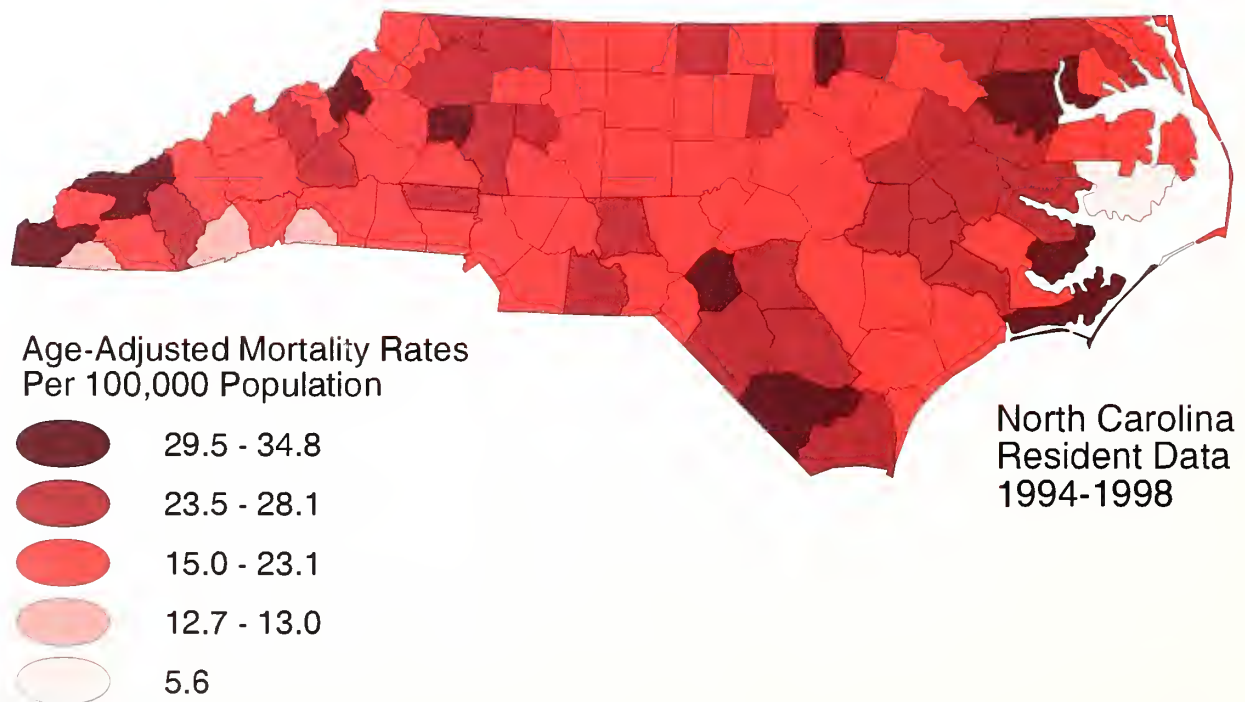 Age-Adjusted Mortality Rates
Per 100,000 Population
29.5 - 34.8
23.5 - 28.1
15.0 - 23.1
12.7 - 13.0
5.6
North Carolina
Resident Data
1994-1998